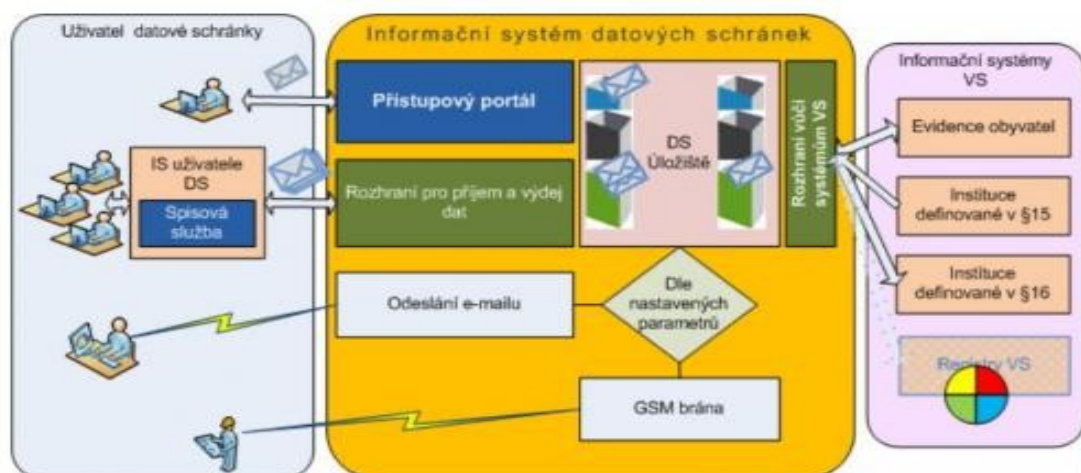 Uživatel datové schránky
IS uživatele
DS
Spisová
služba
Informační systém datových schránek
Přístupový portál
Rozhraní pro příjem a výdej
dat
DS
Úložiště
Rozhraní vůči
systémům VS
Odeslání e-mailu
Dle
nastavených
parametrů
GSM brána
Informační systémy
VS
Evidence obyvatel
Instituce
definované v §15
Instituce
definované v §16
Registry VS